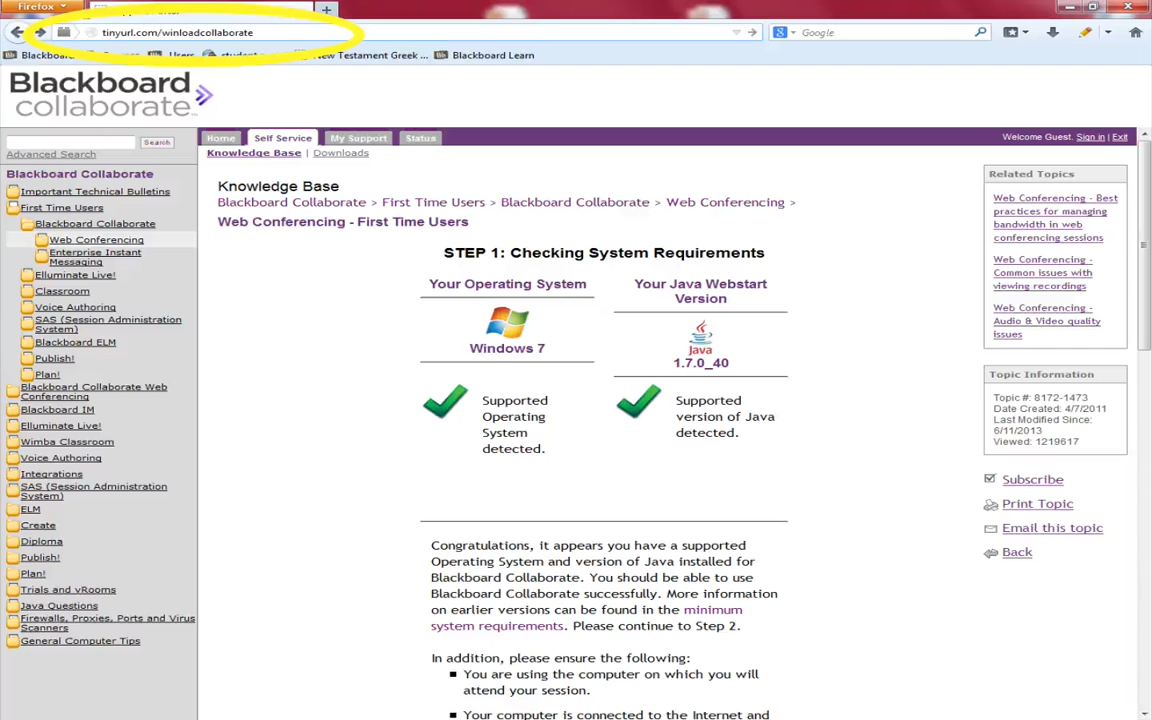 Firefox
tinyurl.com/winloadcollaborate
Google
Blackboard
Users
New Testament Greek ...
Blackboard Learn
Blackboard
collaborate
Home
Self Service
My Support
Status
Welcome Guest. Sign in | Exit
Search
Knowledge Base | Downloads
Advanced Search
Blackboard Collaborate
Important Technical Bulletins
First Time Users
Blackboard Collaborate
Web Conferencing
Enterprise Instant
Messaging
Elluminate Live!
Classroom
Voice Authoring
SAS (Session Administration
System)
Blackboard ELM
Publish!
Plan!
Blackboard Collaborate Web
Conferencing
Blackboard IM
Elluminate Live!
Wimba Classroom
Voice Authoring
Integrations
SAS (Session Administration
System)
ELM
Create
Diploma
Publish!
Plan!
Trials and vRooms
Java Questions
Firewalls, Proxies, Ports and Virus
Scanners
General Computer Tips
Knowledge Base
Blackboard Collaborate > First Time Users > Blackboard Collaborate > Web Conferencing >
Web Conferencing - First Time Users
STEP 1: Checking System Requirements
Your Operating System
Windows 7
Supported
Operating
System
detected.
Your Java Webstart
Version
Java
1.7.0_40
Supported
version of Java
detected.
Congratulations, it appears you have a supported
Operating System and version of Java installed for
Blackboard Collaborate. You should be able to use
Blackboard Collaborate successfully. More information
on earlier versions can be found in the minimum
system requirements. Please continue to Step 2.
In addition, please ensure the following:
You are using the computer on which you will
attend your session.
Your computer is connected to the Internet and
Related Topics
Web Conferencing - Best
practices for managing
bandwidth in web
conferencing sessions
Web Conferencing -
Common issues with
viewing recordings
Web Conferencing -
Audio & Video quality
issues
Topic Information
Topic #: 8172-1473
Date Created: 4/7/2011
Last Modified Since:
6/11/2013
Viewed: 1219617
Subscribe
Print Topic
Email this topic
Back